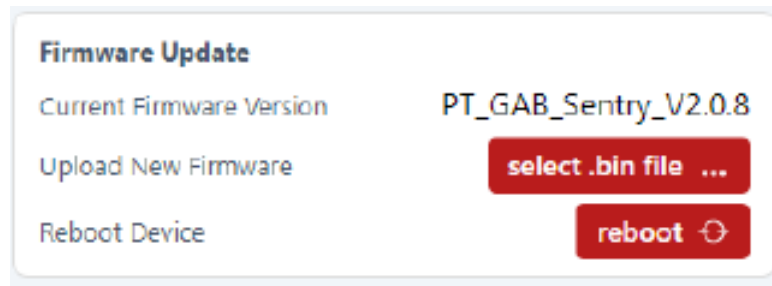 Firmware Update
Current Firmware Version PT_GAB_Sentry_V2.0.8
Upload New Firmware select .bin file ...
Reboot Device reboot